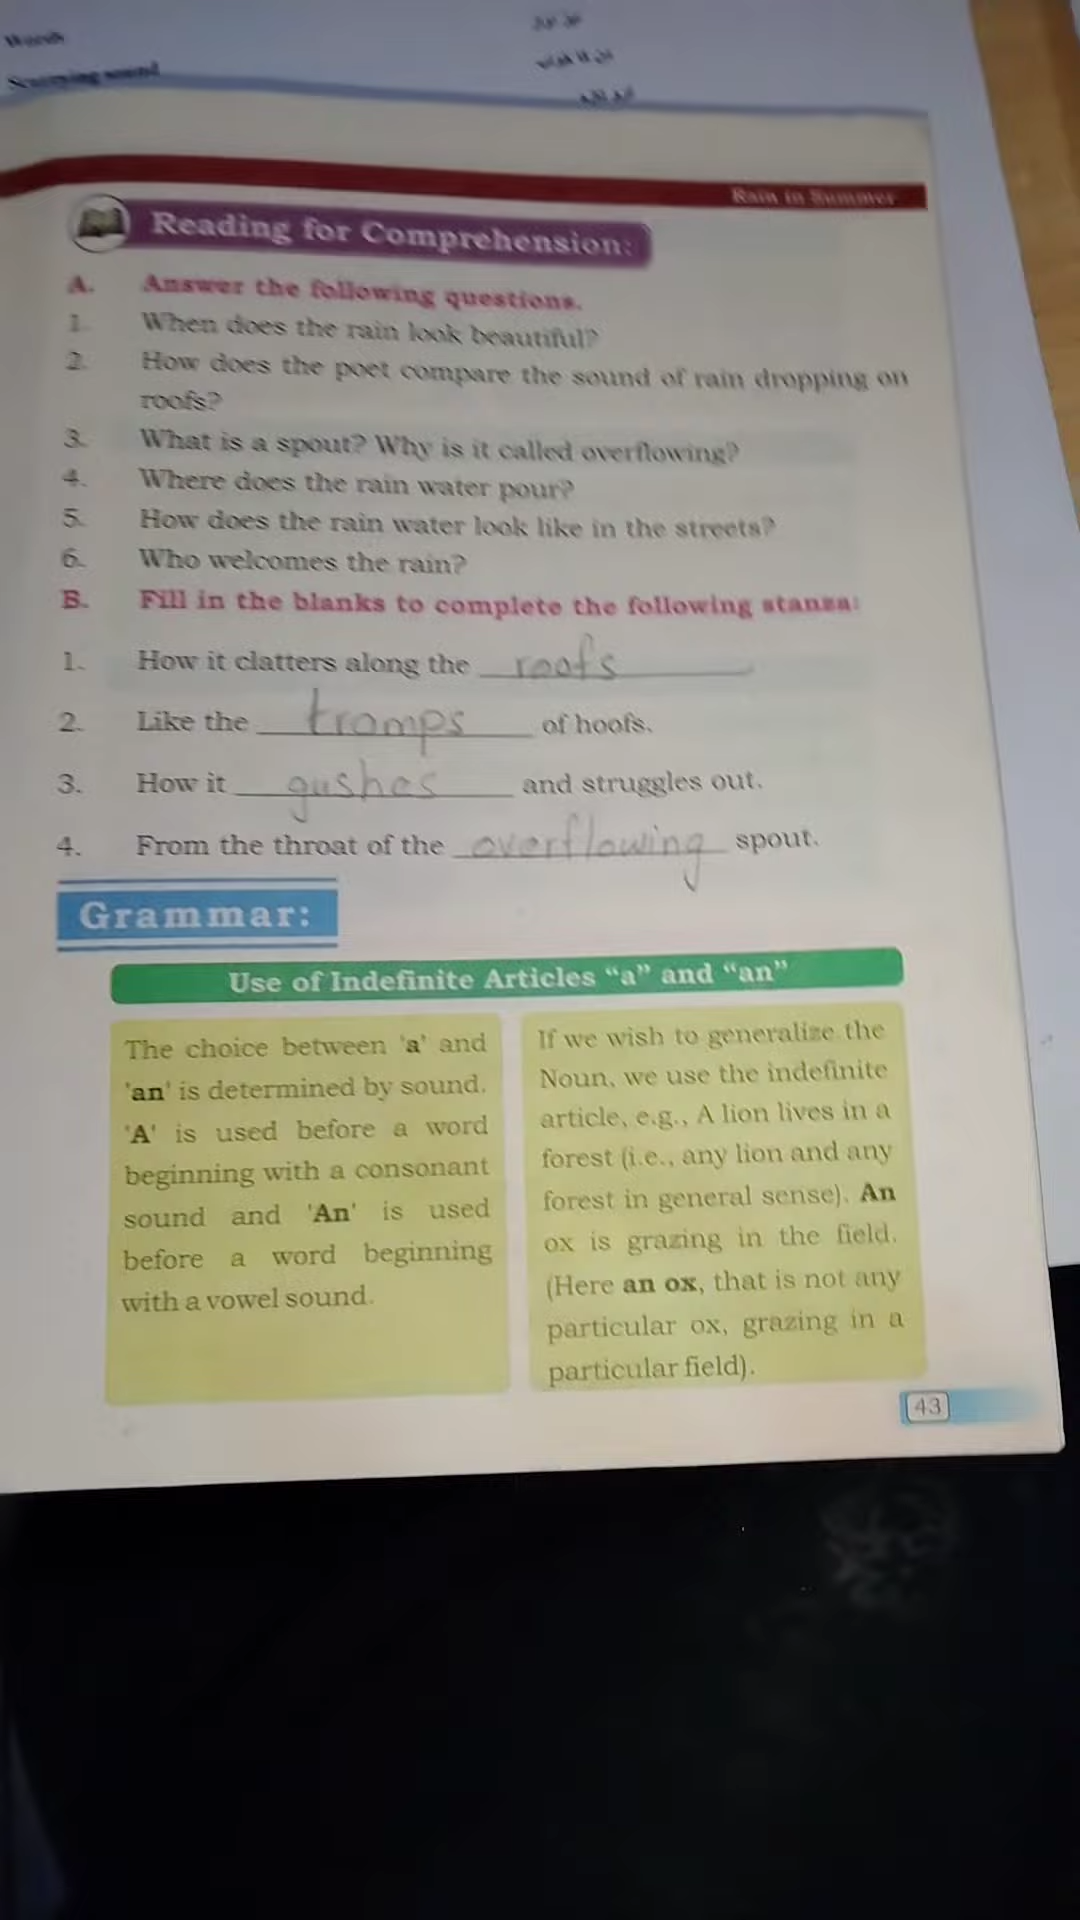 Words
Scurrying sound
Rain in Summer
Reading for Comprehension:
A. Answer the following questions.
1. When does the rain look beautiful?
2. How does the poet compare the sound of rain dropping on
roofs?
3. What is a spout? Why is it called overflowing?
4. Where does the rain water pour?
5. How does the rain water look like in the streets?
6. Who welcomes the rain?
B. Fill in the blanks to complete the following stanza:
1. How it clatters along the roofs
2. Like the tromps of hoofs.
3. How it gushes and struggles out.
4. From the throat of the overflowing spout.
Grammar:
Use of Indefinite Articles “a” and “an”
The choice between 'a' and
'an' is determined by sound.
'A' is used before a word
beginning with a consonant
sound and 'An' is used
before a word beginning
with a vowel sound.
If we wish to generalize the
Noun, we use the indefinite
article, e.g., A lion lives in a
forest (i.e., any lion and any
forest in general sense). An
ox is grazing in the field.
(Here an ox, that is not any
particular ox, grazing in a
particular field).
43